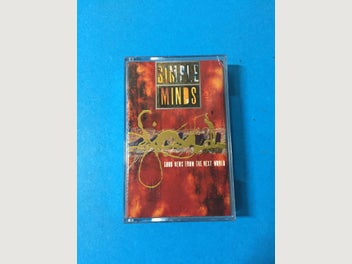 SIMPLE
MINDS
GOOD NEWS FROM THE NEXT WORLD